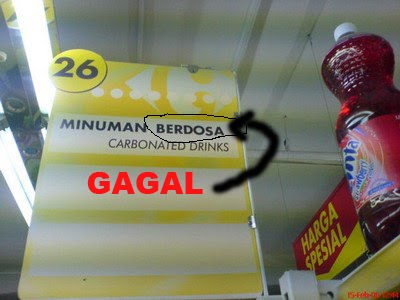 26
MINUMAN BERDOSA
CARBONATED DRINKS
GAGAL
HARGA
SPESIAL